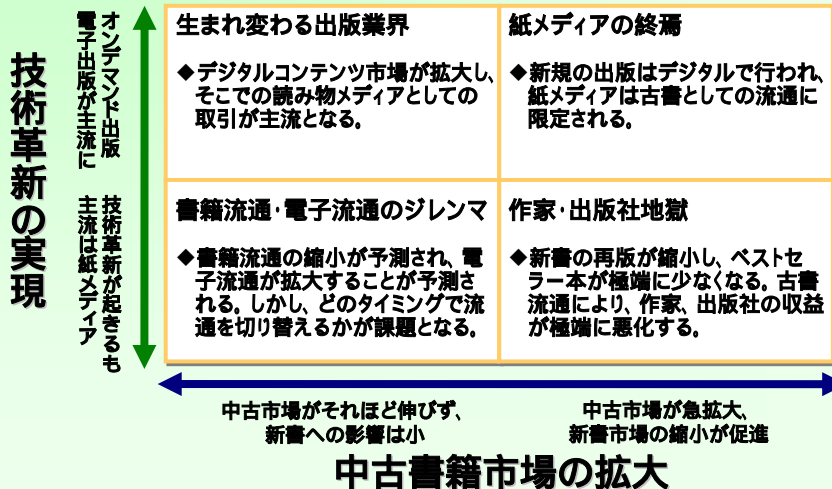 技術革新の実現
オンデマンド出版
電子出版が主流に
技術革新が起きるも
主流は紙メディア
生まれ変わる出版業界
◆デジタルコンテンツ市場が拡大し、
そこでの読み物メディアとしての
取引が主流となる。
紙メディアの終焉
◆新規の出版はデジタルで行われ、
紙メディアは古書としての流通に
限定される。
書籍流通・電子流通のジレンマ
◆書籍流通の縮小が予測され、電
子流通が拡大することが予測さ
れる。しかし、どのタイミングで流
通を切り替えるかが課題となる。
作家・出版社地獄
◆新書の再版が縮小し、ベストセ
ラー本が極端に少なくなる。古書
流通により、作家、出版社の収益
が極端に悪化する。
中古市場がそれほど伸びず、
新書への影響は小
中古市場が急拡大、
新書市場の縮小が促進
中古書籍市場の拡大